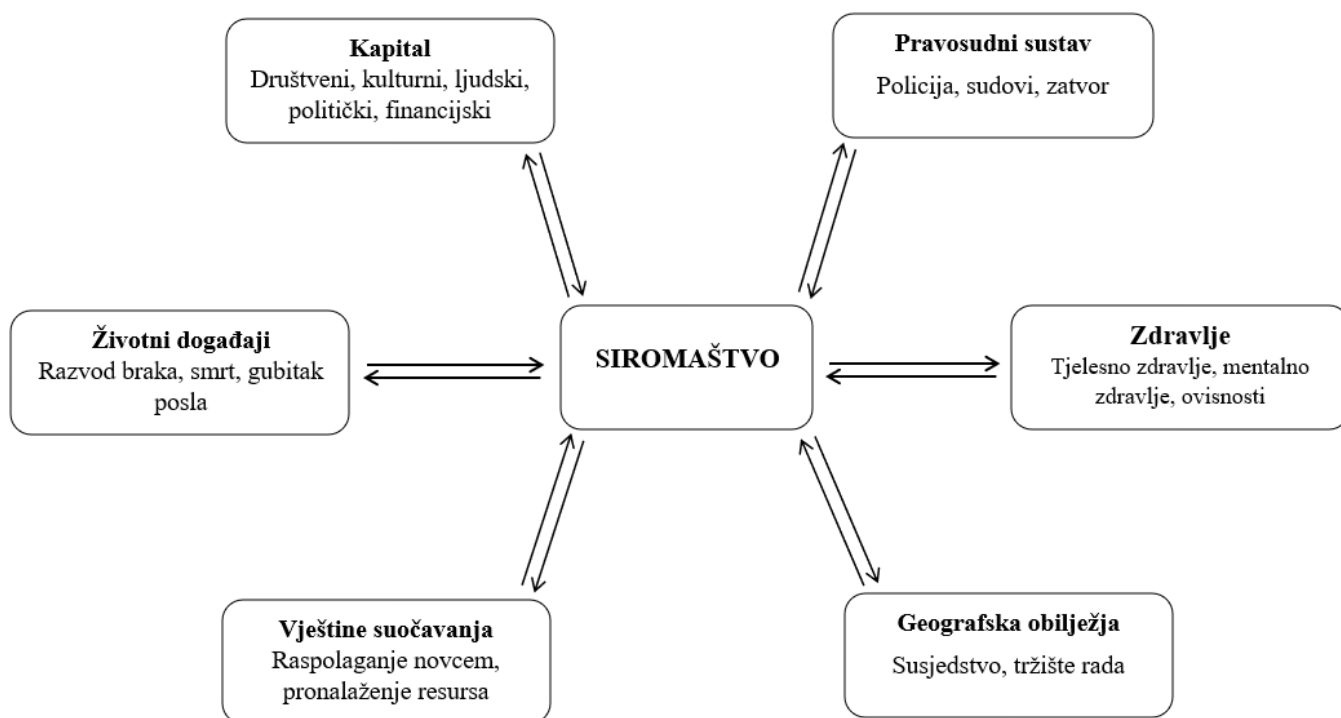 Kapital
Društveni, kulturni, ljudski,
politički, financijski
Pravosudni sustav
Policija, sudovi, zatvor
Životni događaji
Razvod braka, smrt, gubitak
posla
SIROMAŠTVO
Zdravlje
Tjelesno zdravlje, mentalno
zdravlje, ovisnosti
Vještine suočavanja
Raspolaganje novcem,
pronalaženje resursa
Geografska obilježja
Susjedstvo, tržište rada